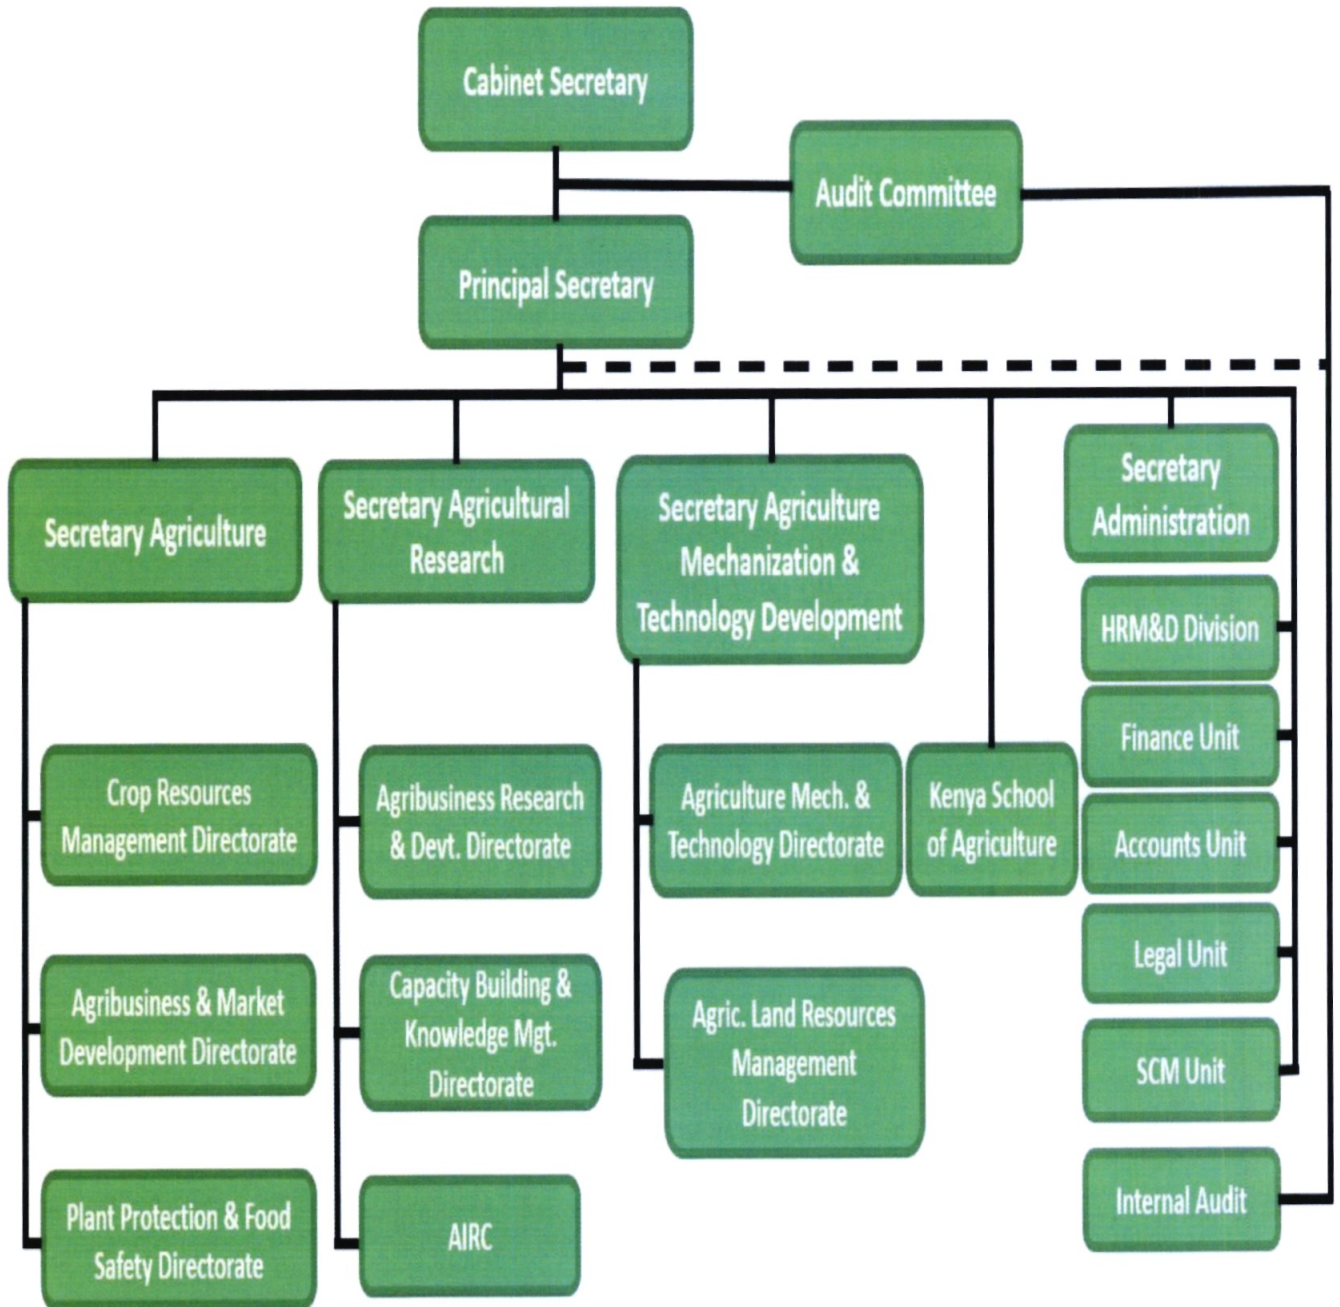 Cabinet Secretary
Audit Committee
Principal Secretary
Secretary Agriculture
Secretary Agricultural
Research
Secretary Agriculture
Mechanization &
Technology Development
Secretary
Administration
HRM&D Division
Finance Unit
Accounts Unit
Legal Unit
SCM Unit
Internal Audit
Crop Resources
Management Directorate
Agribusiness & Market
Development Directorate
Plant Protection & Food
Safety Directorate
Agribusiness Research
& Devt. Directorate
Capacity Building &
Knowledge Mgt.
Directorate
AIRC
Agriculture Mech. &
Technology Directorate
Agric. Land Resources
Management
Directorate
Kenya School
of Agriculture